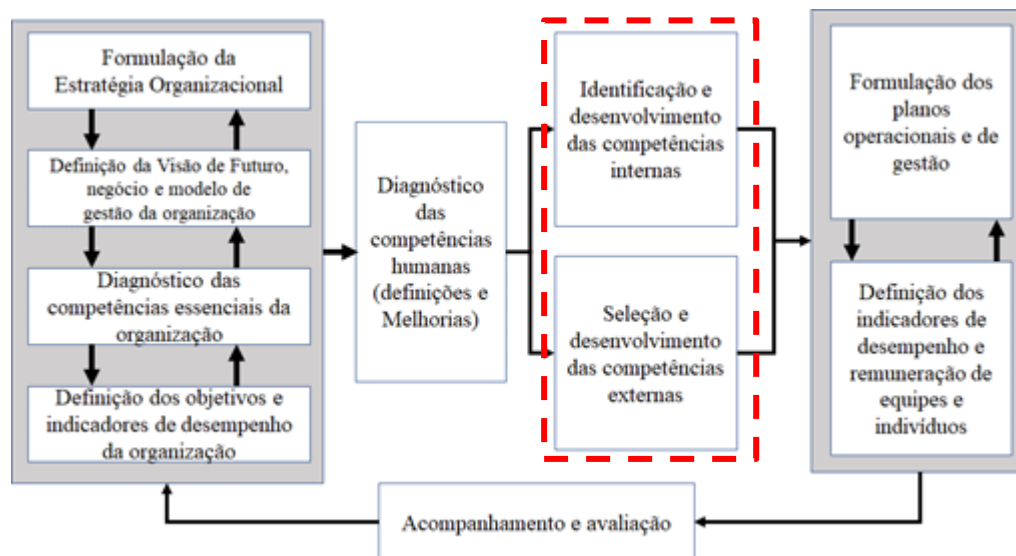 Formulação da
Estratégia Organizacional
Definição da Visão de Futuro,
negócio e modelo de
gestão da organização
Diagnóstico das
competências essenciais da
organização
Definição dos objetivos e
indicadores de desempenho
da organização
Diagnóstico
das
competências
humanas
(definições e
Melhorias)
Identificação e
desenvolvimento
das competências
internas
Seleção e
desenvolvimento
das competências
externas
Formulação dos
planos
operacionais e de
gestão
Definição dos
indicadores de
desempenho e
remuneração de
equipes e
indivíduos
Acompanhamento e avaliação